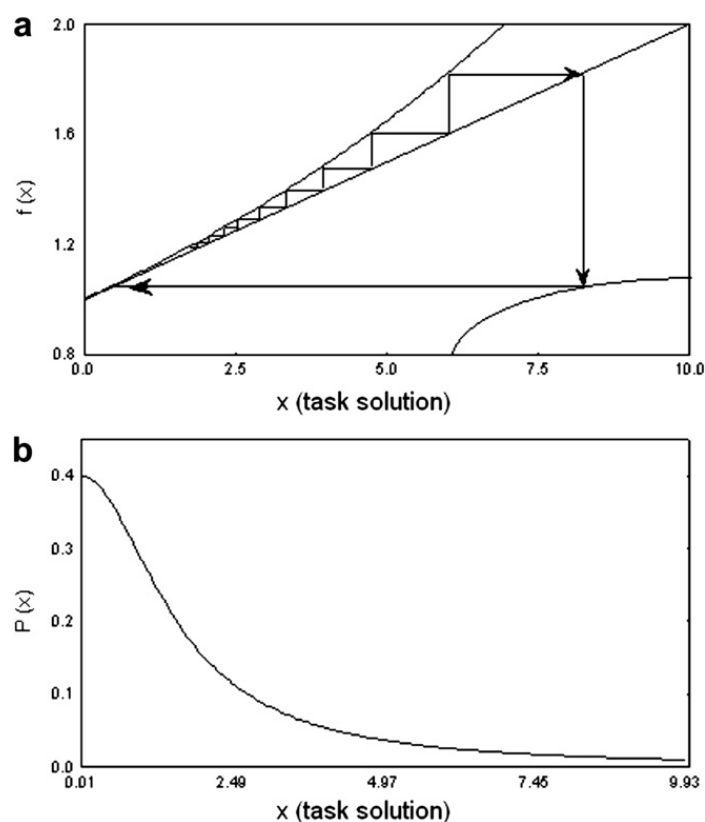 a
2.0
1.6
1.2
0.8
f (x)
0.0 2.5 5.0 7.5 10.0
x (task solution)
b
0.4
0.3
0.2
0.1
0.0
P (x)
0.01 2.49 4.97 7.45 9.93
x (task solution)